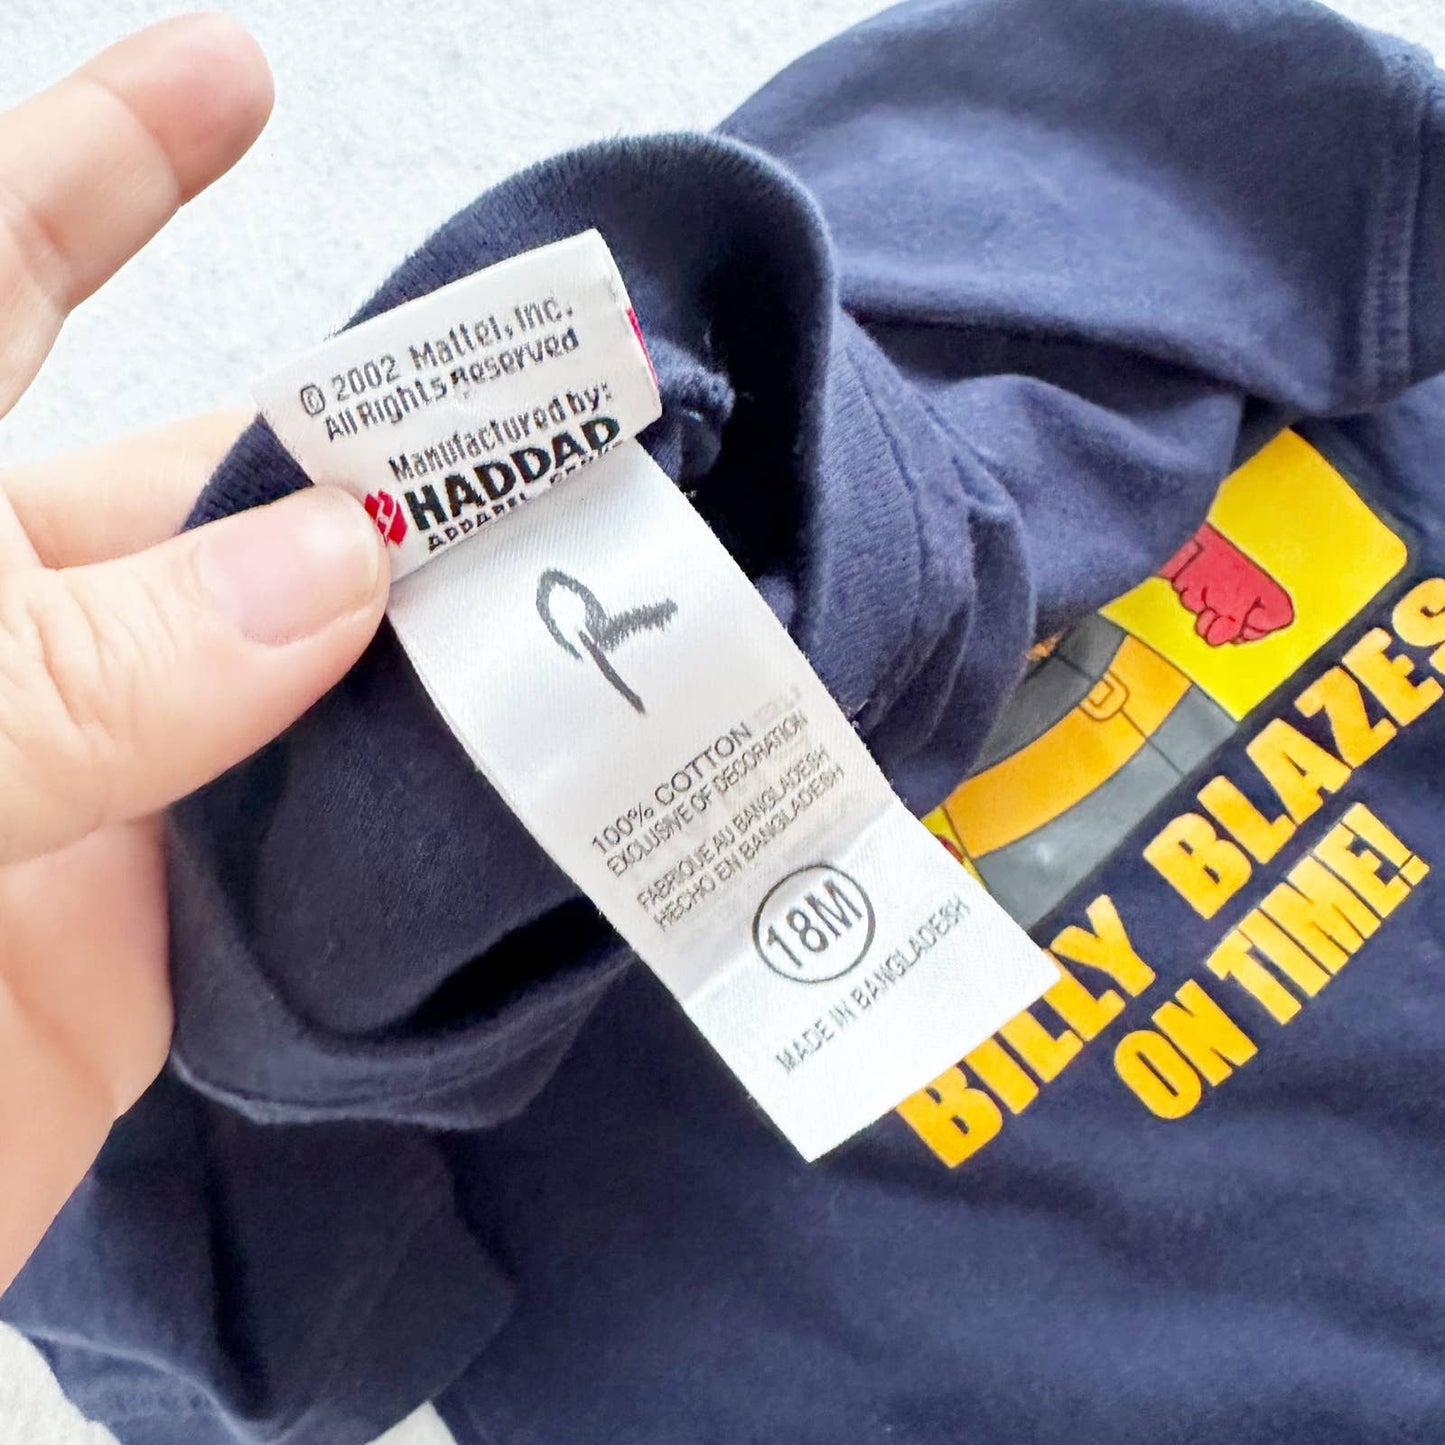 © 2002 Mattel, Inc.
All Rights Reserved
Manufactured by:
HADDAD
APPAREL
R
100% COTTON
EXCLUSIVE OF DECORATION
FABRIQUE AU BANGLADESH
HECHO EN BANGLADESH
18M
MADE IN BANGLADESH
BILLY BLAZES
ON TIME!